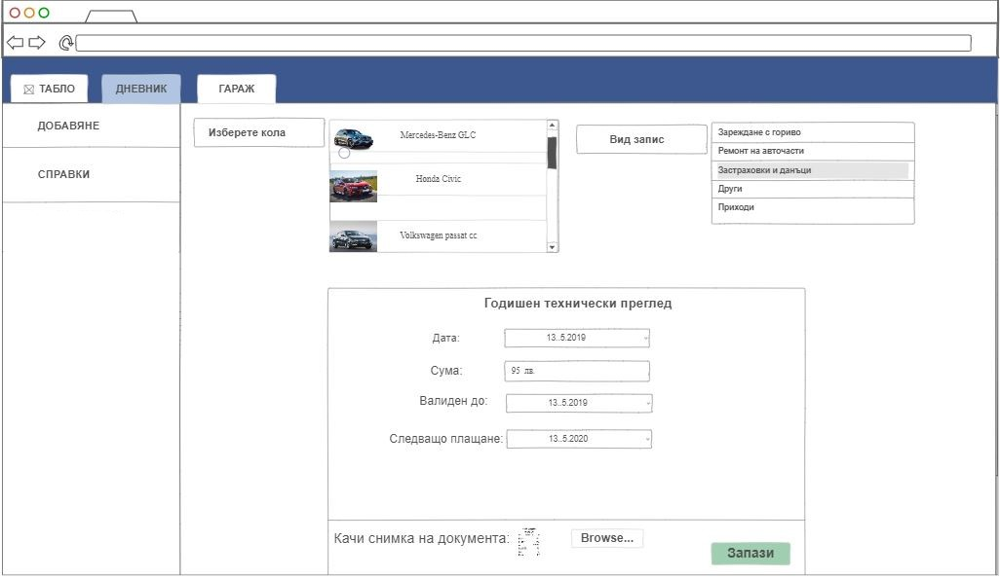 ТАБЛО
ДНЕВНИК
ГАРАЖ
ДОБАВЯНЕ
СПРАВКИ
Изберете кола
Mercedes-Benz GLC
Honda Civic
Volkswagen passat cc
Вид запис
Зареждане с гориво
Ремонт на авточасти
Застраховки и данъци
Други
Приходи
Годишен технически преглед
Дата: 13..5.2019
Сума: 95 лв.
Валиден до: 13..5.2019
Следващо плащане: 13..5.2020
Качи снимка на документа: Browse...
Запази